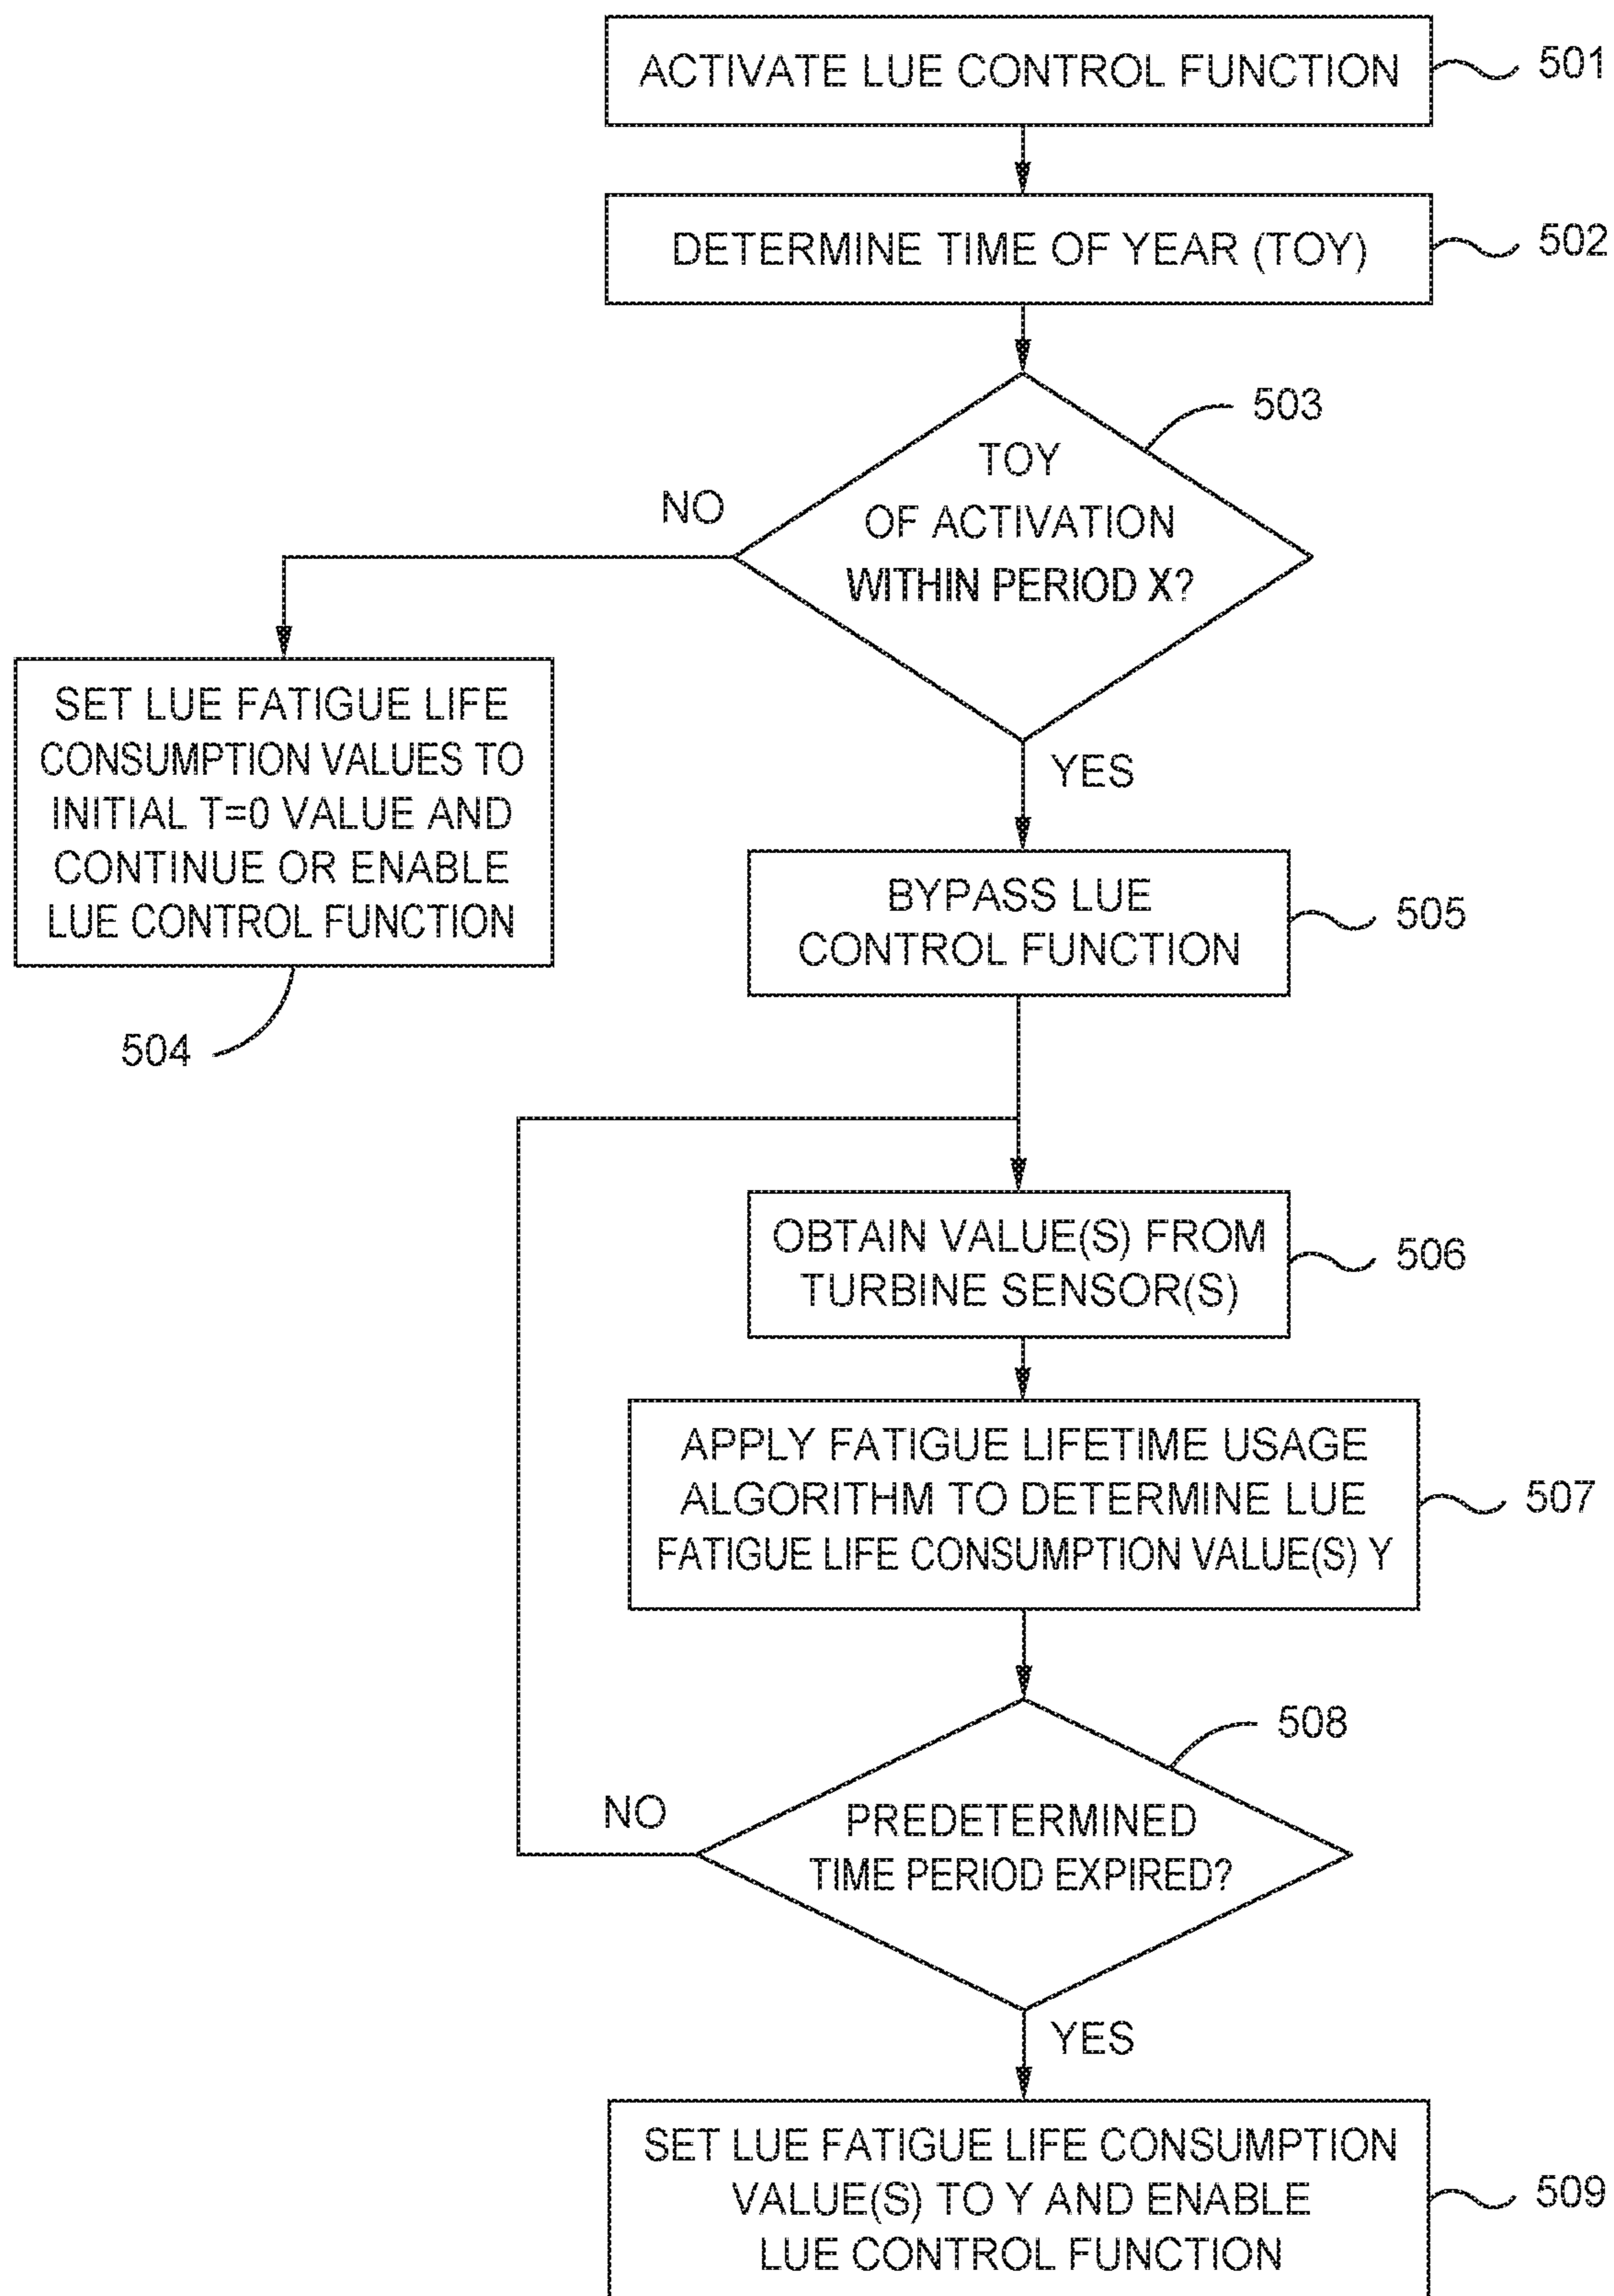 ACTIVATE LUE CONTROL FUNCTION
501
DETERMINE TIME OF YEAR (TOY)
502
503
TOY
OF ACTIVATION
WITHIN PERIOD X?
NO
YES
SET LUE FATIGUE LIFE
CONSUMPTION VALUES TO
INITIAL T=0 VALUE AND
CONTINUE OR ENABLE
LUE CONTROL FUNCTION
504
BYPASS LUE
CONTROL FUNCTION
505
OBTAIN VALUE(S) FROM
TURBINE SENSOR(S)
506
APPLY FATIGUE LIFETIME USAGE
ALGORITHM TO DETERMINE LUE
FATIGUE LIFE CONSUMPTION VALUE(S) Y
507
508
PREDETERMINED
TIME PERIOD EXPIRED?
NO
YES
SET LUE FATIGUE LIFE CONSUMPTION
VALUE(S) TO Y AND ENABLE
LUE CONTROL FUNCTION
509